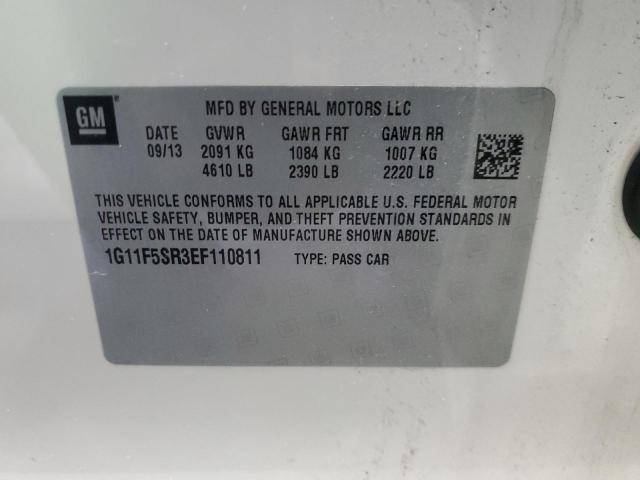 GM
MFD BY GENERAL MOTORS LLC
DATE GVWR GAWR FRT GAWR RR
09/13 2091 KG 1084 KG 1007 KG
4610 LB 2390 LB 2220 LB
THIS VEHICLE CONFORMS TO ALL APPLICABLE U.S. FEDERAL MOTOR
VEHICLE SAFETY, BUMPER, AND THEFT PREVENTION STANDARDS IN
EFFECT ON THE DATE OF MANUFACTURE SHOWN ABOVE.
1G11F5SR3EF110811 TYPE: PASS CAR